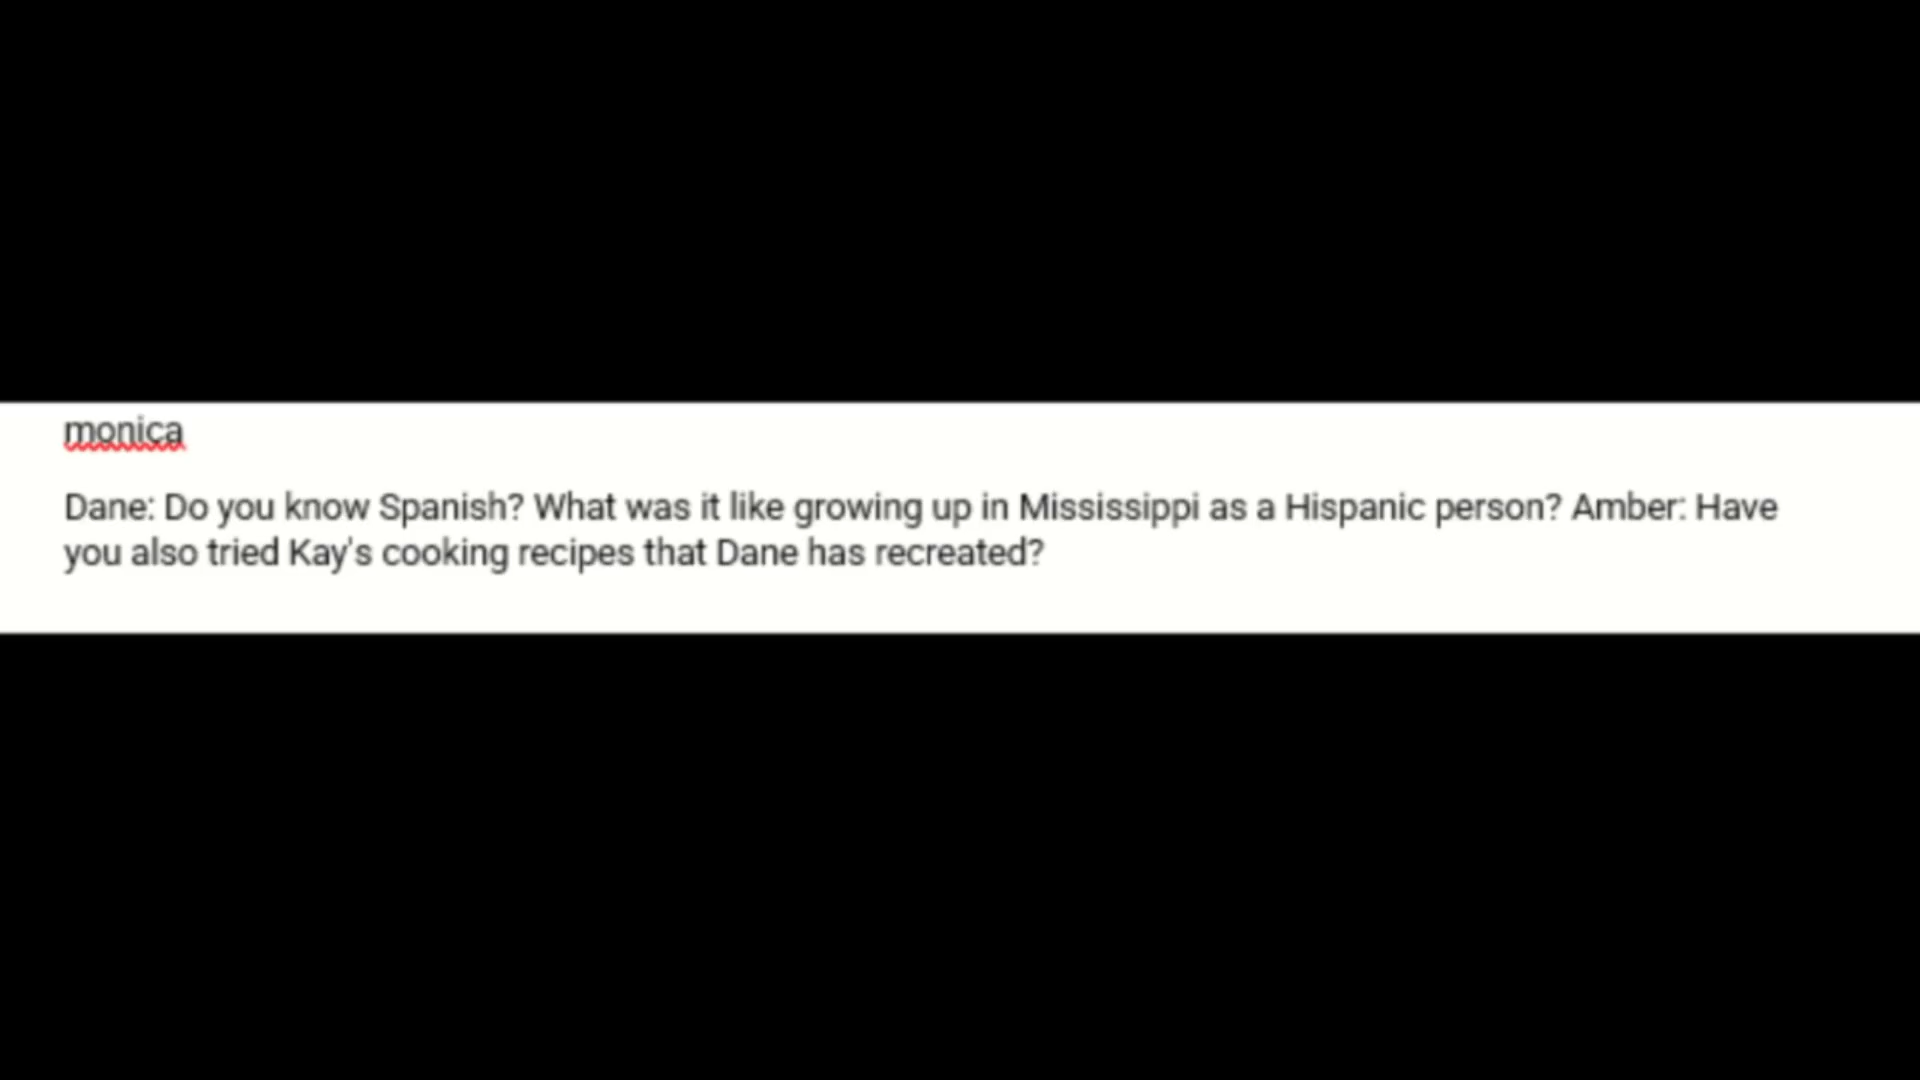 monica
Dane: Do you know Spanish? What was it like growing up in Mississippi as a Hispanic person? Amber: Have
you also tried Kay's cooking recipes that Dane has recreated?